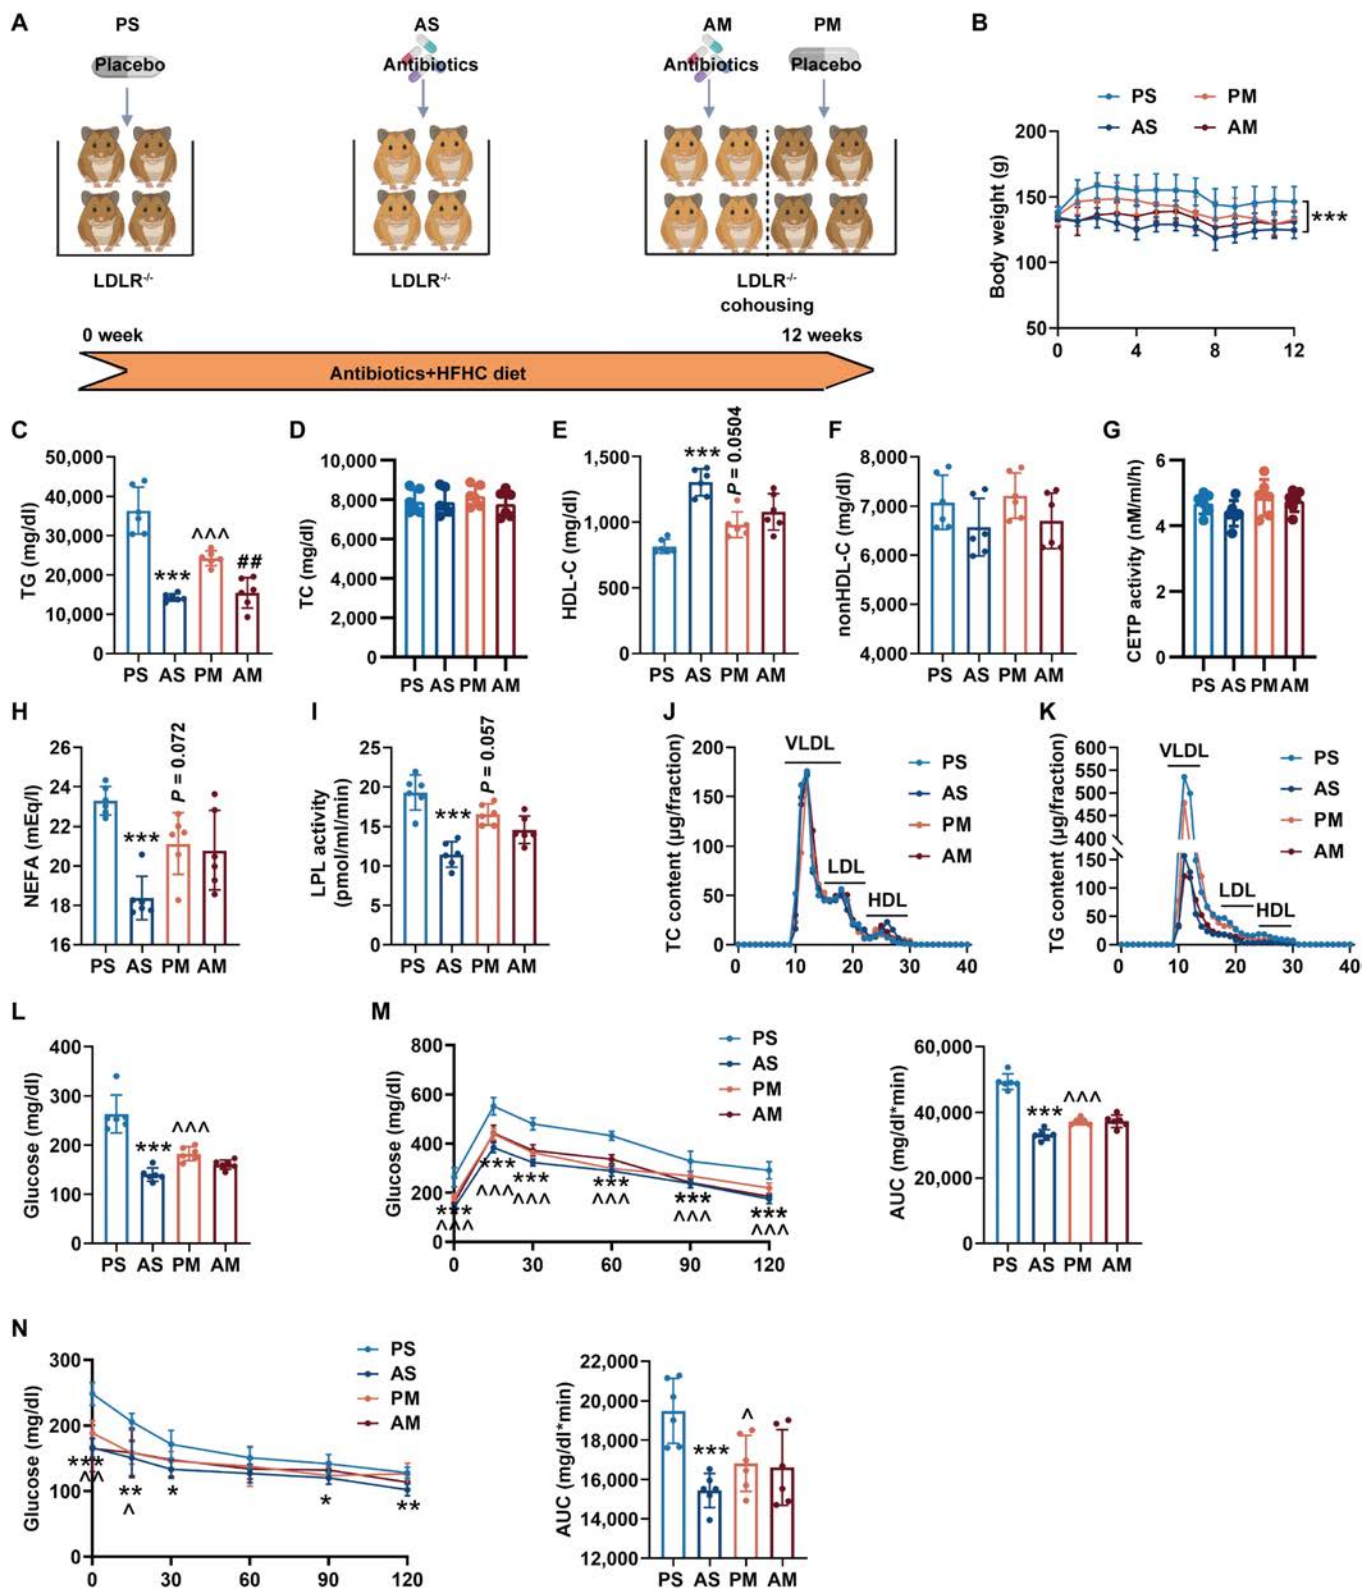 A
PS
AS
AM
PM
Placebo
Antibiotics
Antibiotics
Placebo
LDLR-/-
LDLR-/-
LDLR-/-
cohousing
0 week
12 weeks
Antibiotics+HFHC diet
B
PS
PM
AS
AM
Body weight (g)
200
150
100
50
0
4
8
12
***
C
TG (mg/dl)
50,000
40,000
30,000
20,000
10,000
0
***
^^^
##
PS
AS
PM
AM
D
TC (mg/dl)
10,000
8,000
6,000
4,000
2,000
0
PS
AS
PM
AM
E
HDL-C (mg/dl)
1,500
1,000
500
0
***
P = 0.0504
PS
AS
PM
AM
F
nonHDL-C (mg/dl)
8,000
7,000
6,000
5,000
4,000
PS
AS
PM
AM
G
CETP activity (nM/ml/h)
6
4
2
0
PS
AS
PM
AM
H
NEFA (mEq/l)
26
24
22
20
18
16
***
P = 0.072
PS
AS
PM
AM
I
LPL activity
(pmol/ml/min)
25
20
15
10
5
0
***
P = 0.057
PS
AS
PM
AM
J
TC content (µg/fraction)
200
150
100
50
0
VLDL
LDL
HDL
PS
AS
PM
AM
0
10
20
30
40
K
TG content (µg/fraction)
600
550
500
450
400
150
100
50
0
VLDL
LDL
HDL
PS
AS
PM
AM
0
10
20
30
40
L
Glucose (mg/dl)
400
300
200
100
0
***
^^^
PS
AS
PM
AM
M
Glucose (mg/dl)
800
600
400
200
0
PS
AS
PM
AM
***
^^^
***
^^^
***
^^^
***
^^^
***
^^^
***
^^^
0
30
60
90
120
AUC (mg/dl*min)
60,000
40,000
20,000
0
***
^^^
PS
AS
PM
AM
N
Glucose (mg/dl)
300
200
100
0
PS
AS
PM
AM
***
^^
**
^
*
*
**
0
30
60
90
120
AUC (mg/dl*min)
22,000
20,000
18,000
16,000
14,000
12,000
***
^
PS
AS
PM
AM